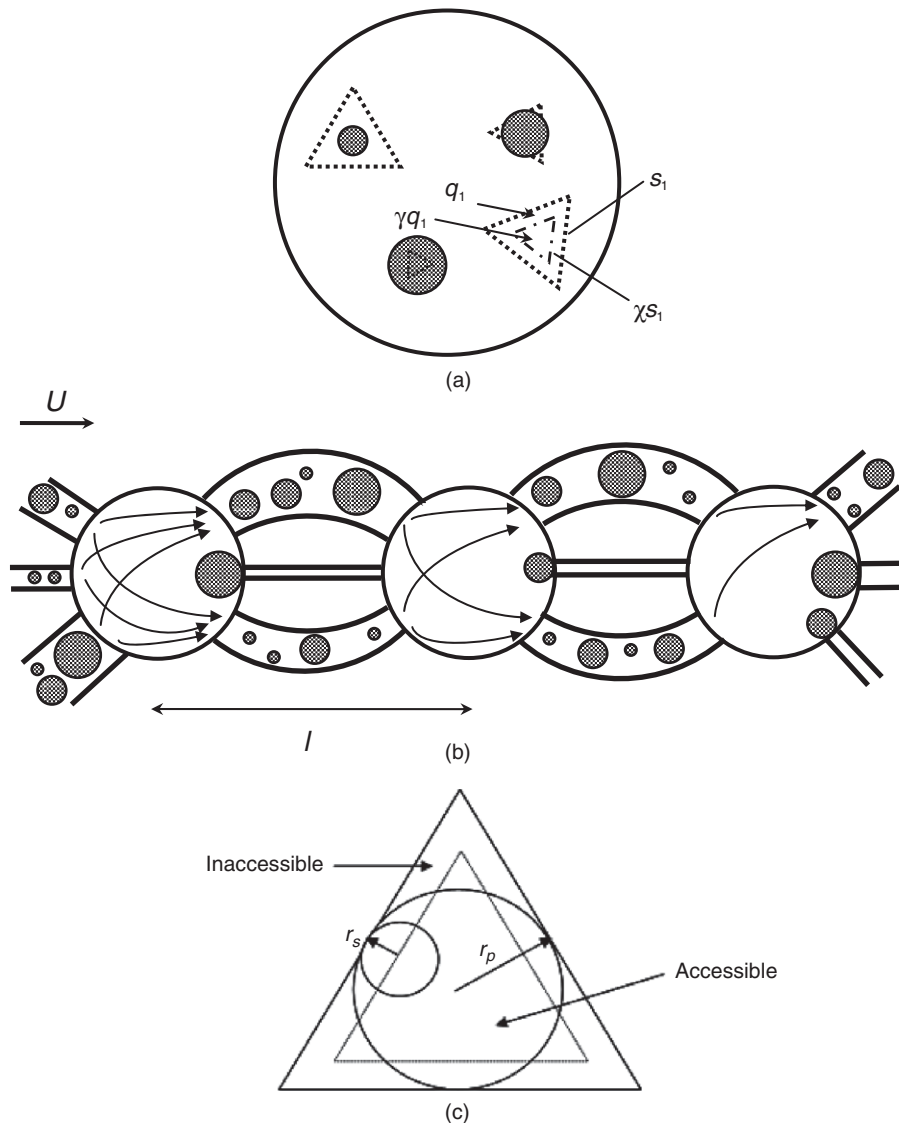 s₁
q₁
γq₁
χs₁
(a)
U
l
(b)
Inaccessible
rₛ
rₚ
Accessible
(c)